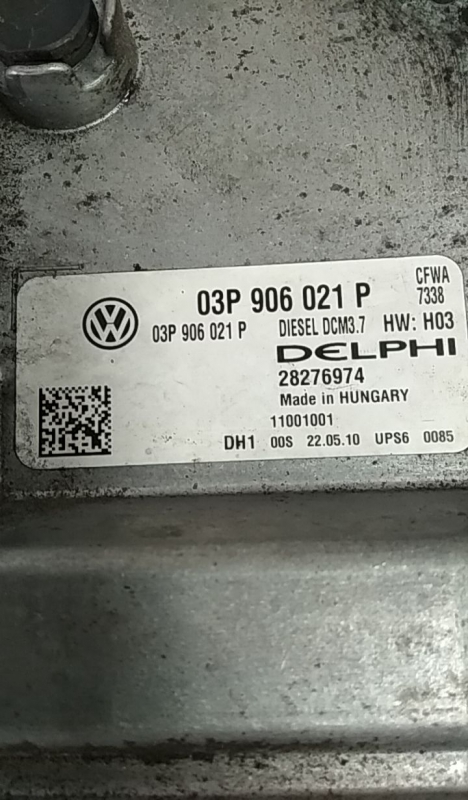 CFWA
03P 906 021 P 7338
03P 906 021 P DIESEL DCM3.7 HW: H03
DELPHI
28276974
Made in HUNGARY
11001001
DH1 00S 22.05.10 UPS6 0085